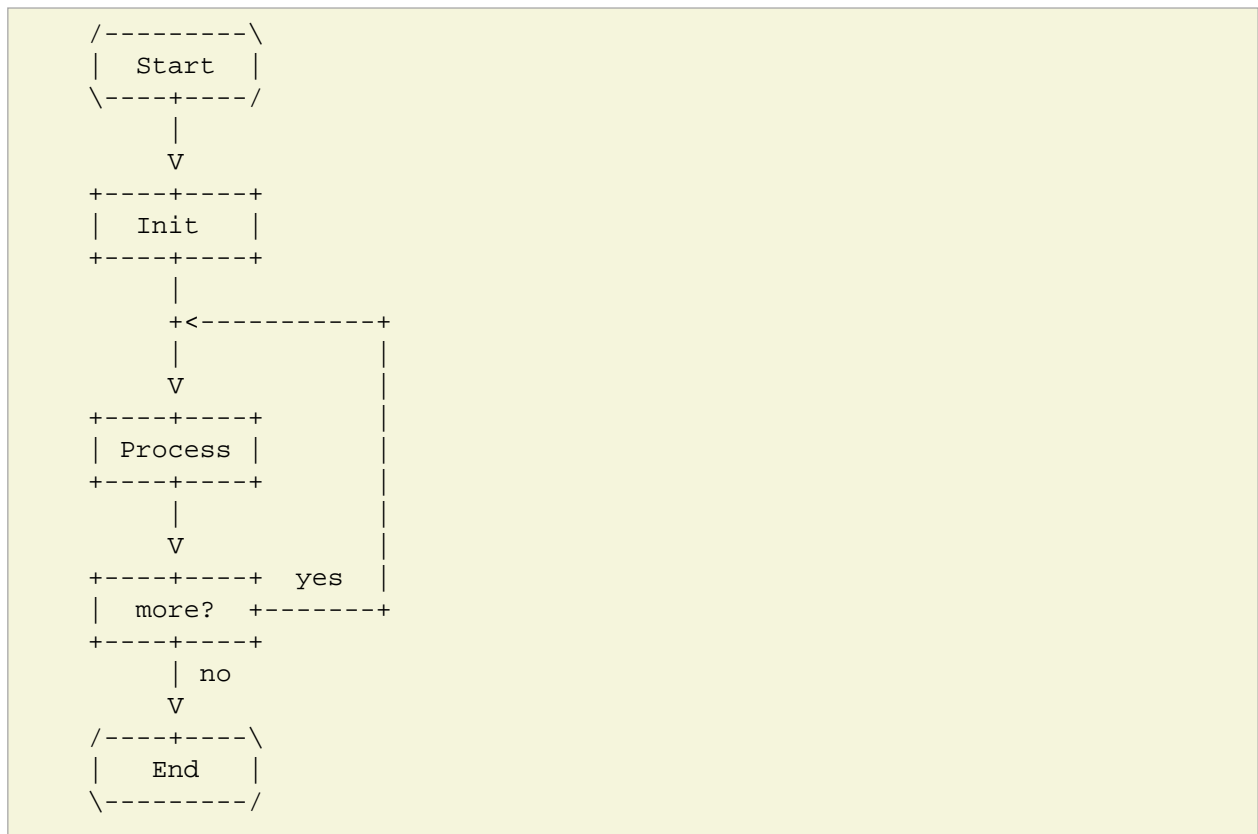 /---------\
|  Start  |
\----+----/
     |
     V
+----+----+
|  Init   |
+----+----+
     |
     +<-----------+
     |            |
     V            |
+----+----+       |
| Process |       |
+----+----+       |
     |            |
     V            |
+----+----+  yes  |
|  more?  +-------+
+----+----+
     | no
     V
/----+----\
|   End   |
\---------/